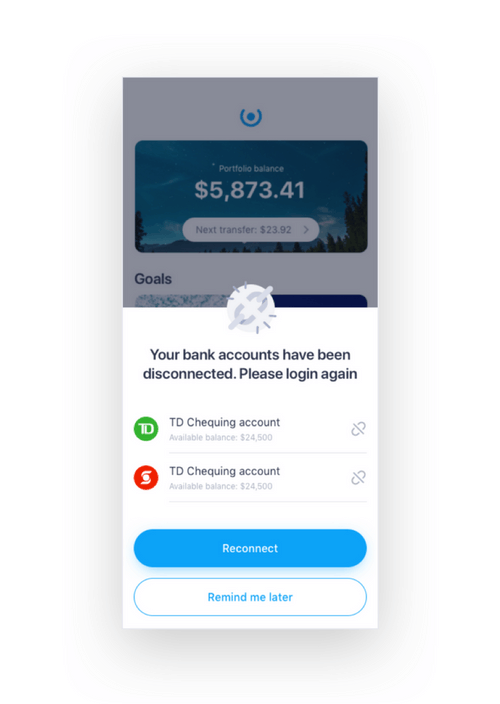 Portfolio balance
$5,873.41
Next transfer: $23.92
Goals
Your bank accounts have been
disconnected. Please login again
TD
TD Chequing account
Available balance: $24,500
TD Chequing account
Available balance: $24,500
Reconnect
Remind me later